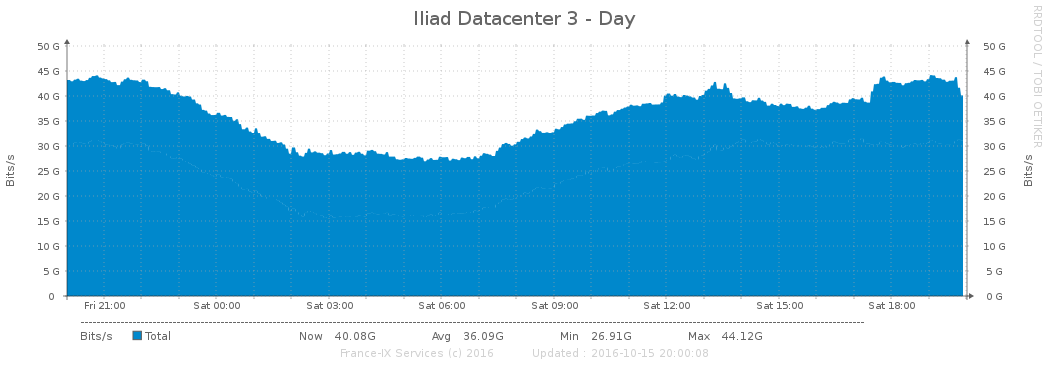 Iliad Datacenter 3 - Day
RRDTOOL / TOBI OETIKER
50 G 50 G
45 G 45 G
40 G 40 G
35 G 35 G
30 G 30 G
25 G 25 G
20 G 20 G
15 G 15 G
10 G 10 G
5 G 5 G
0 0 G
Bits/s
Bits/s
Fri 21:00 Sat 00:00 Sat 03:00 Sat 06:00 Sat 09:00 Sat 12:00 Sat 15:00 Sat 18:00
Bits/s Total Now 40.08G Avg 36.09G Min 26.91G Max 44.12G
France-IX Services (c) 2016 Updated : 2016-10-15 20:00:08